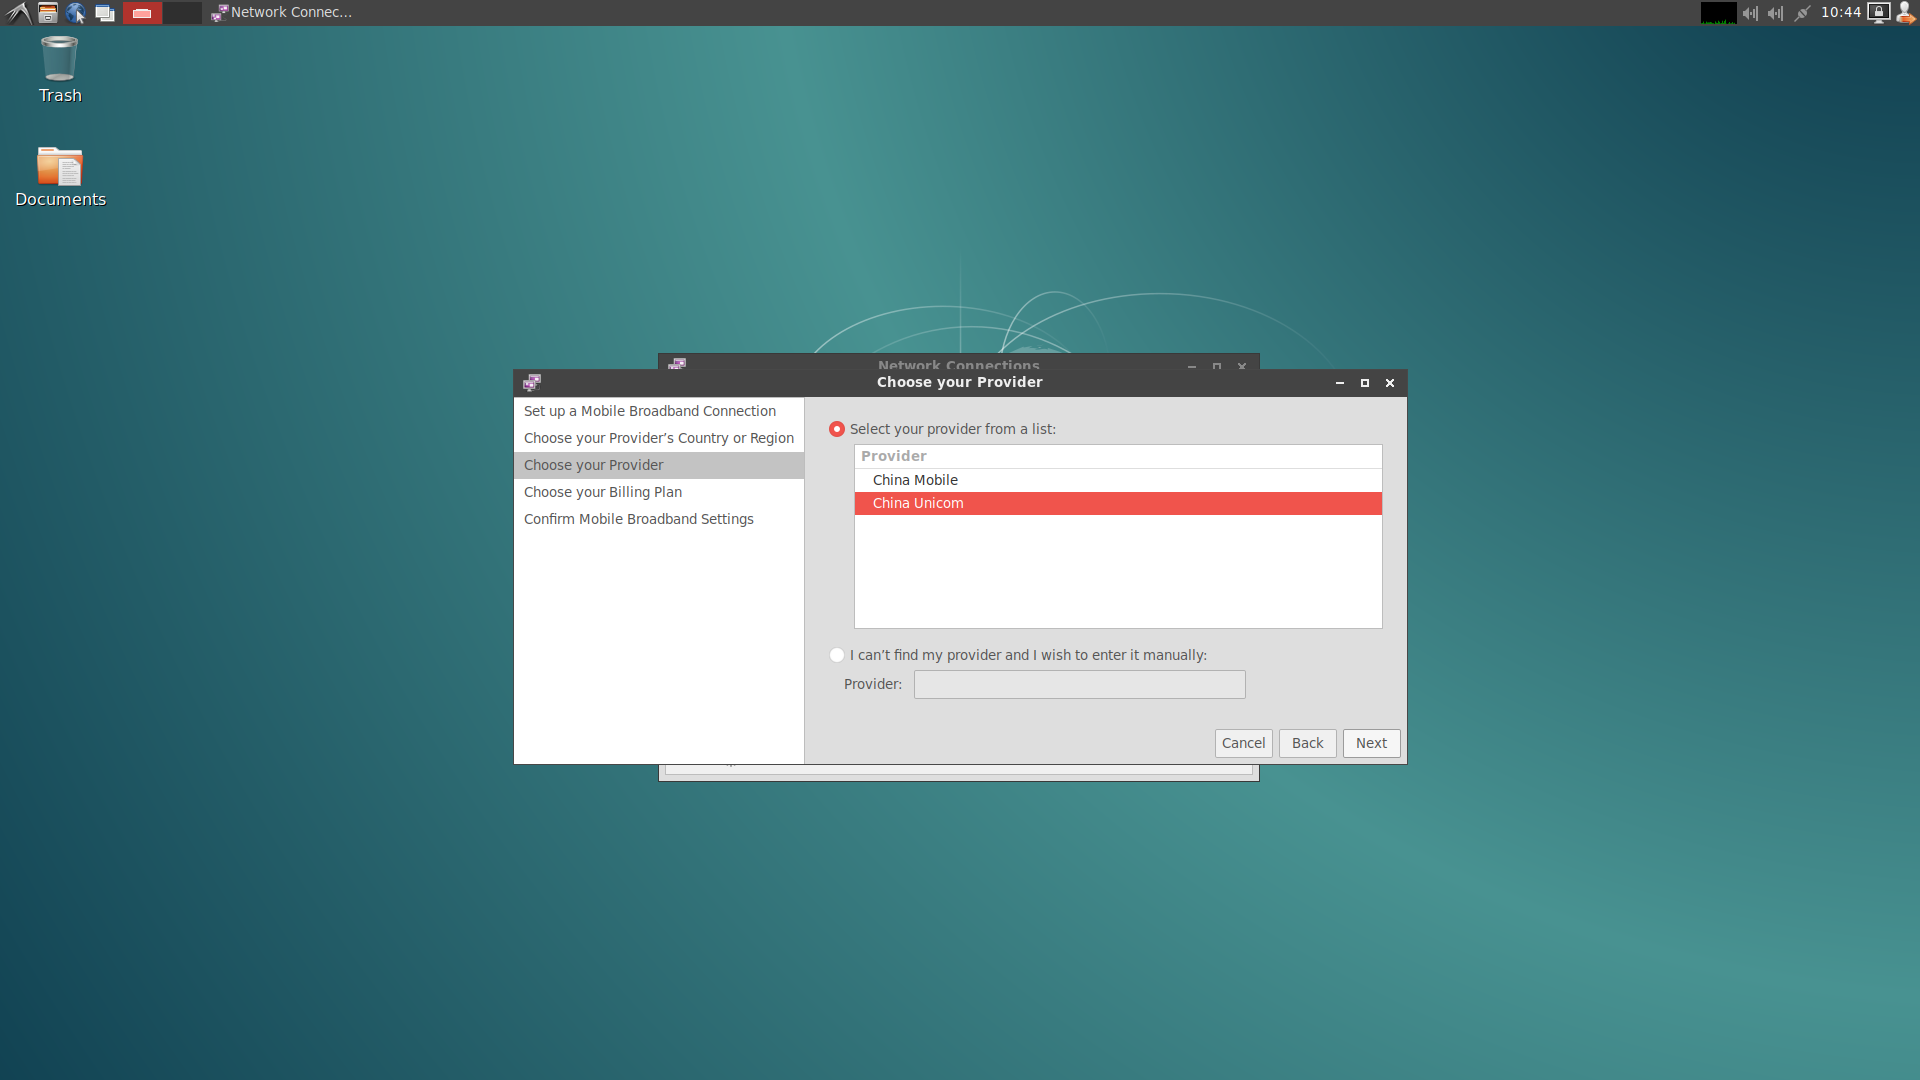 Network Connec...
10:44
Trash
Documents
Network Connections
Choose your Provider
Set up a Mobile Broadband Connection
Choose your Provider’s Country or Region
Choose your Provider
Choose your Billing Plan
Confirm Mobile Broadband Settings
Select your provider from a list:
Provider
China Mobile
China Unicom
I can’t find my provider and I wish to enter it manually:
Provider:
Cancel
Back
Next